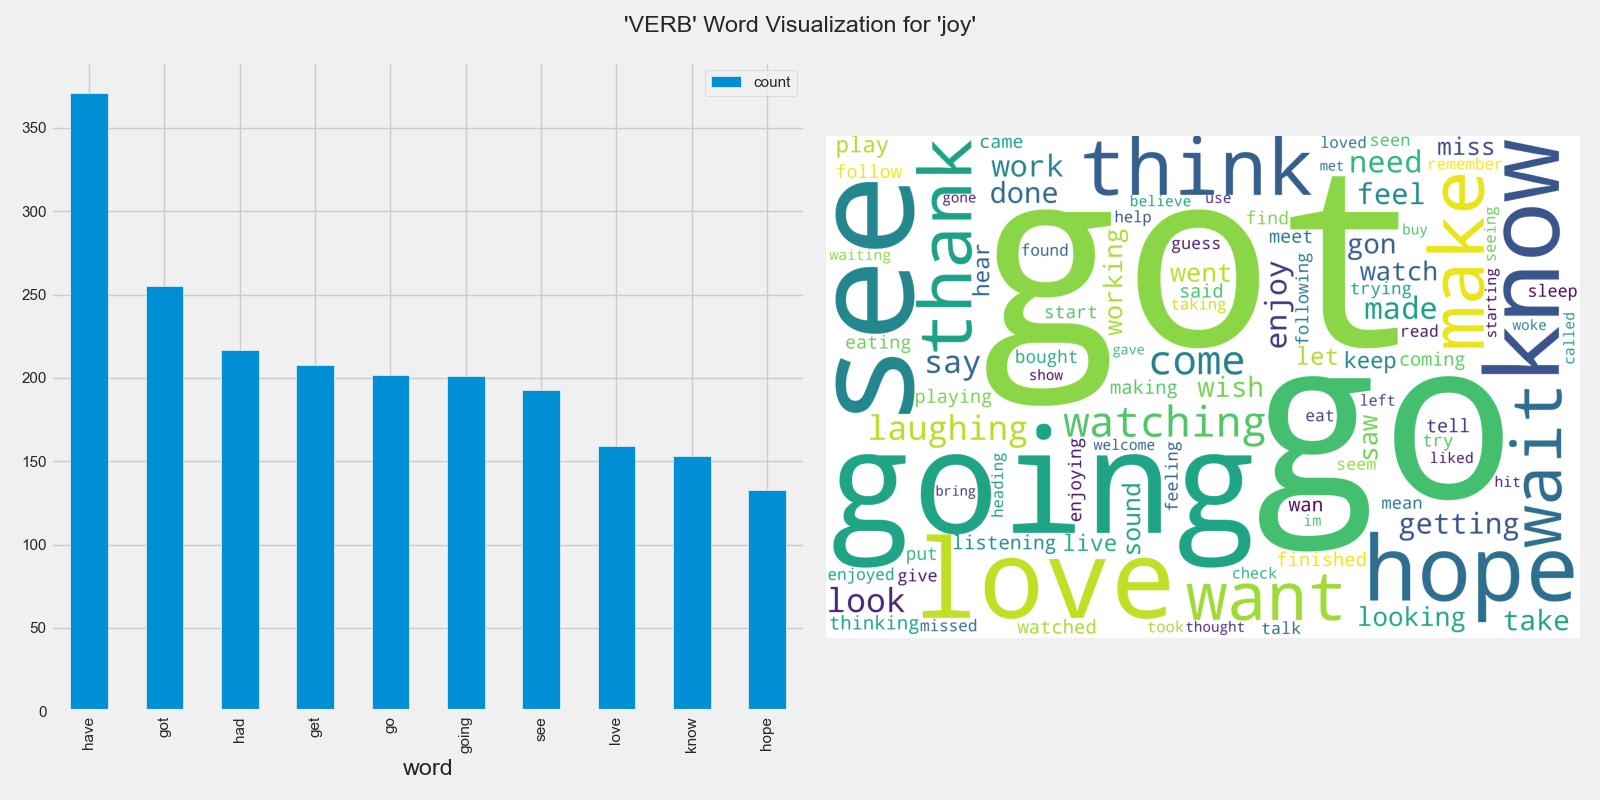 'VERB' Word Visualization for 'joy'
count
350
300
250
200
150
100
50
0
have
got
had
get
go
going
see
love
know
hope
word
play
came
think
loved
seen
miss
know
follow
thank
work
met
need
remember
see
gone
done
believe
use
feel
make
got
help
find
buy
seeing
waiting
hear
found
working
guess
meet
gon
went
enjoy
following
watch
said
trying
starting
sleep
taking
start
made
read
woke
called
eating
say
bought
gave
come
let
keep
coming
show
playing
making
wish
go
eat
left
wait
laughing
watching
saw
tell
try
liked
going
enjoying
welcome
feeling
seem
hit
bring
heading
sound
wan
im
mean
getting
listening
live
love
put
finished
hope
enjoyed
give
check
want
look
looking
take
thinking
missed
watched
took
thought
talk